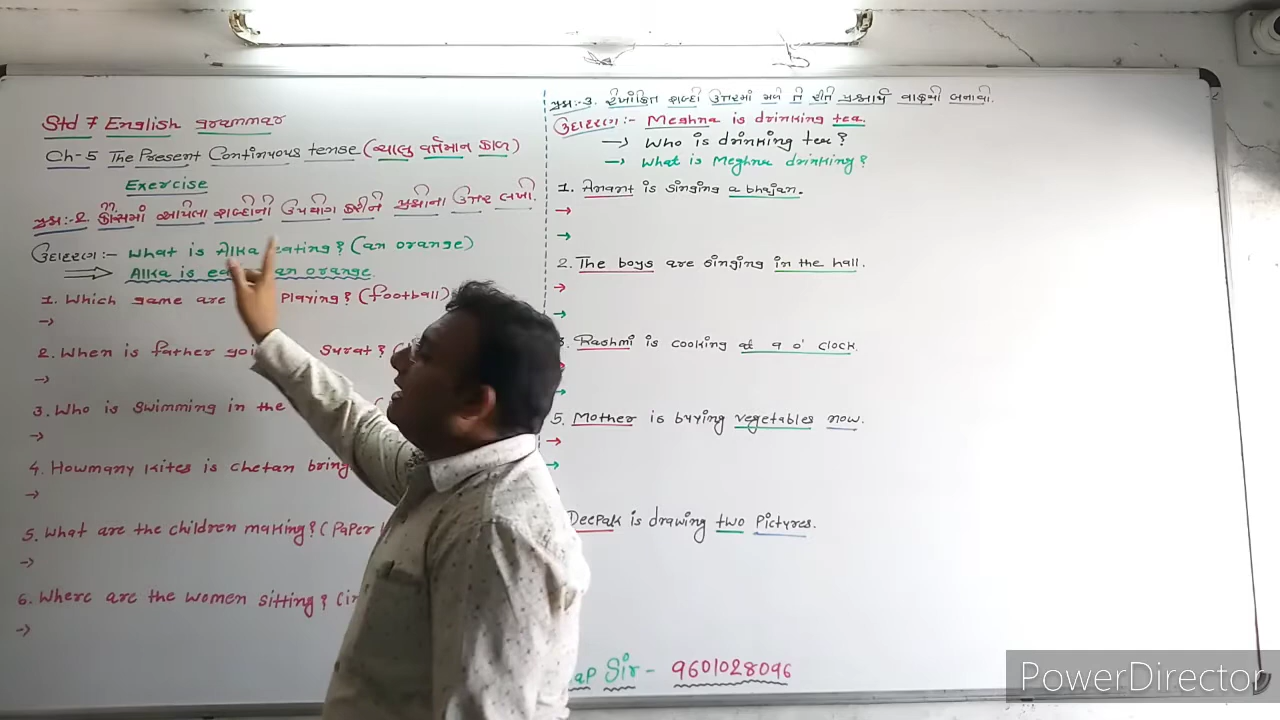 Std 7 English grammar
Ch-5 The Present Continuous tense (ચાલુ વર્તમાન કાળ)
Exercise
પ્રશ્ન:-2. કૌંસમાં આપેલા શબ્દોનો ઉપયોગ કરીને પ્રશ્નોના ઉત્તર લખો.
ઉદાહરણ:- What is Alka eating? (an orange)
Alka is an orange.
1. Which game are playing? (football)
2. When is father Surat?
3. Who is swimming in the
4. Howmany kites is chetan
5. What are the children making? (Paper
6. Where are the women sitting?
પ્રશ્ન:-3. રેખાંકિત શબ્દો ઉત્તરમાં મળે તે રીતે પ્રશ્નાર્થ વાક્યો બનાવો.
ઉદાહરણ:- Meghna is drinking tea.
→ Who is drinking tea?
→ What is Meghna drinking?
1. Anant is singing a bhajan.
→
→
2. The boys are singing in the hall.
→
→
Rashmi is cooking at 9 o'clock.
→
5. Mother is buying vegetables now.
→
→
Deepak is drawing two Pictures.
Sir - 9601028096
PowerDirector